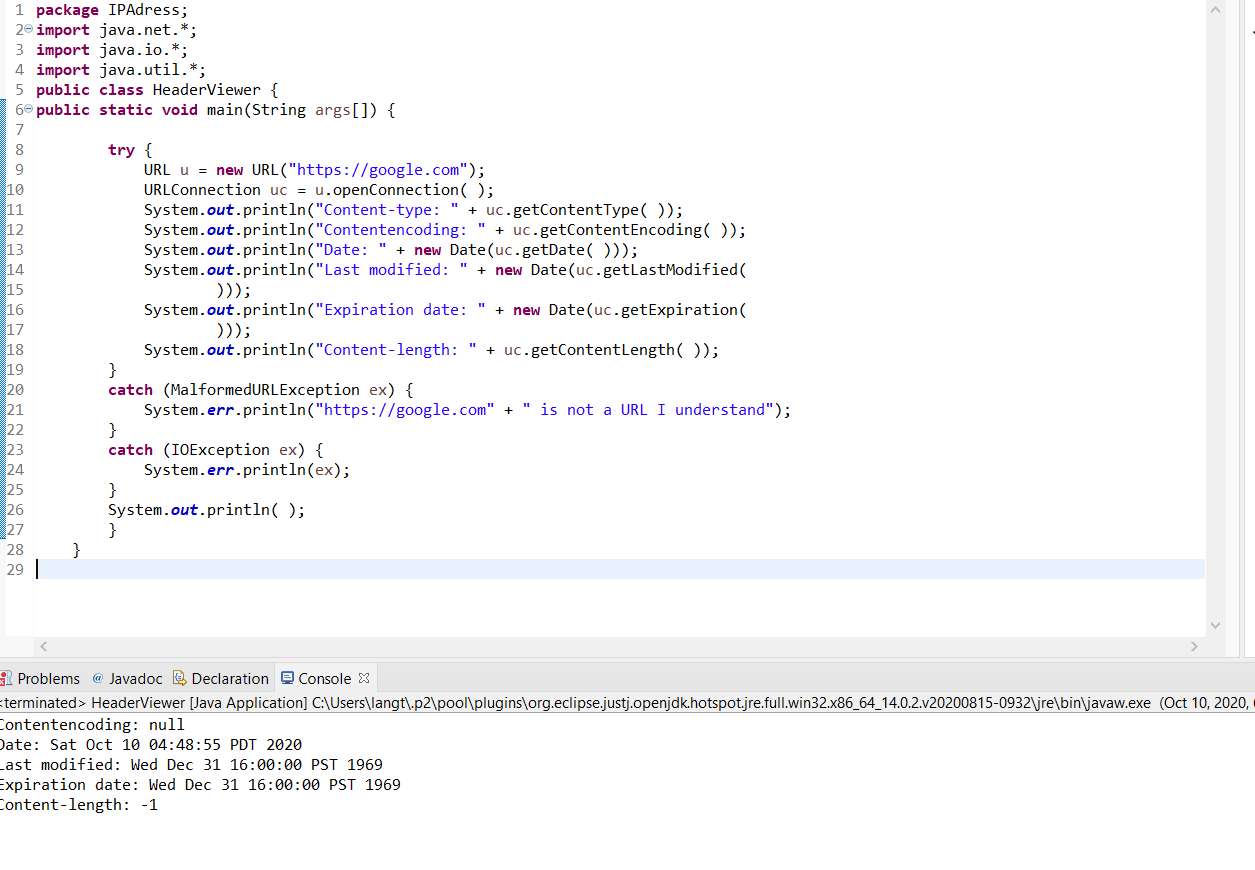 1 package IPAdress;
2 import java.net.*;
3 import java.io.*;
4 import java.util.*;
5 public class HeaderViewer {
6 public static void main(String args[]) {
7
8         try {
9             URL u = new URL("https://google.com");
10             URLConnection uc = u.openConnection( );
11             System.out.println("Content-type: " + uc.getContentType( ));
12             System.out.println("Contentencoding: " + uc.getContentEncoding( ));
13             System.out.println("Date: " + new Date(uc.getDate( )));
14             System.out.println("Last modified: " + new Date(uc.getLastModified(
15                     )));
16             System.out.println("Expiration date: " + new Date(uc.getExpiration(
17                     )));
18             System.out.println("Content-length: " + uc.getContentLength( ));
19         }
20         catch (MalformedURLException ex) {
21             System.err.println("https://google.com" + " is not a URL I understand");
22         }
23         catch (IOException ex) {
24             System.err.println(ex);
25         }
26         System.out.println( );
27         }
28     }
29
Problems @ Javadoc Declaration Console
<terminated> HeaderViewer [Java Application] C:\Users\langt\.p2\pool\plugins\org.eclipse.justj.openjdk.hotspot.jre.full.win32.x86_64_14.0.2.v20200815-0932\jre\bin\javaw.exe (Oct 10, 2020,
Contentencoding: null
Date: Sat Oct 10 04:48:55 PDT 2020
Last modified: Wed Dec 31 16:00:00 PST 1969
Expiration date: Wed Dec 31 16:00:00 PST 1969
Content-length: -1